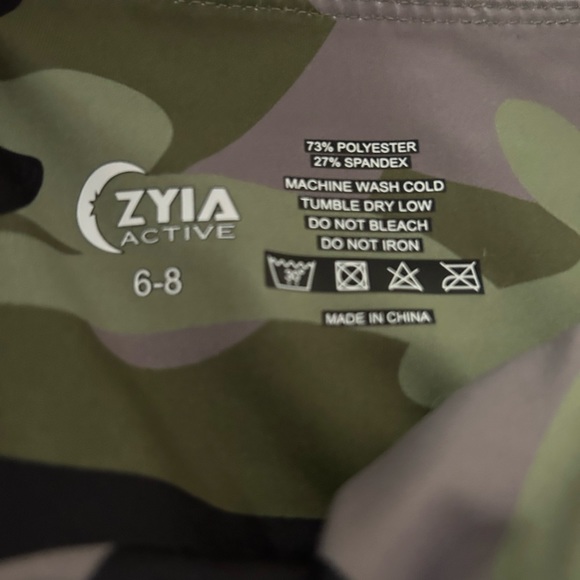 ZYIA
ACTIVE
6-8
73% POLYESTER
27% SPANDEX
MACHINE WASH COLD
TUMBLE DRY LOW
DO NOT BLEACH
DO NOT IRON
30°
MADE IN CHINA